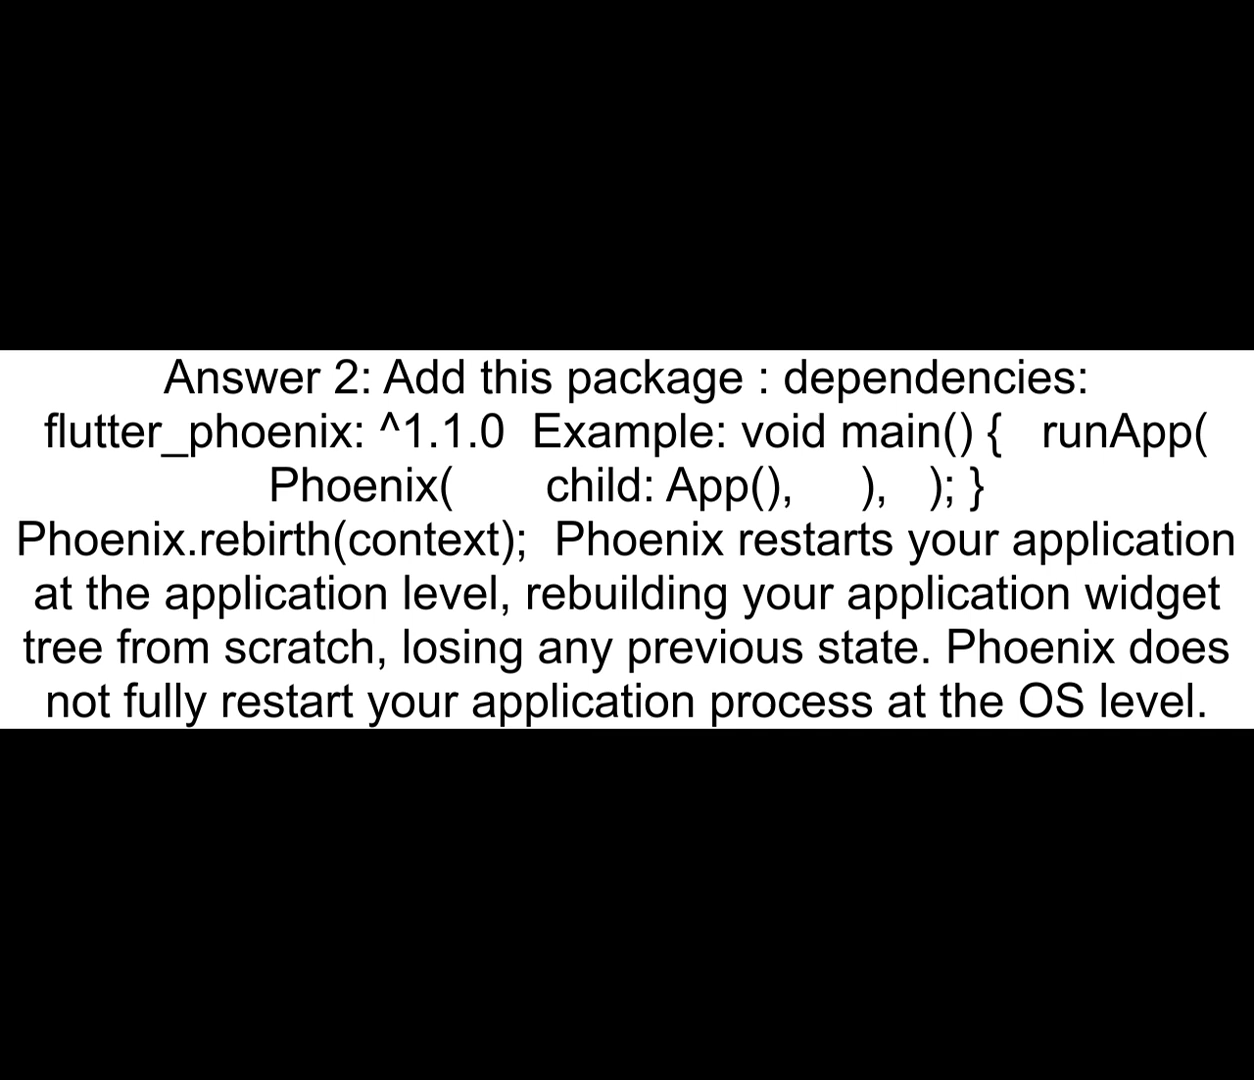 Answer 2: Add this package : dependencies:
flutter_phoenix: ^1.1.0  Example: void main() {   runApp(
Phoenix(       child: App(),     ),   ); }
Phoenix.rebirth(context);  Phoenix restarts your application
at the application level, rebuilding your application widget
tree from scratch, losing any previous state. Phoenix does
not fully restart your application process at the OS level.